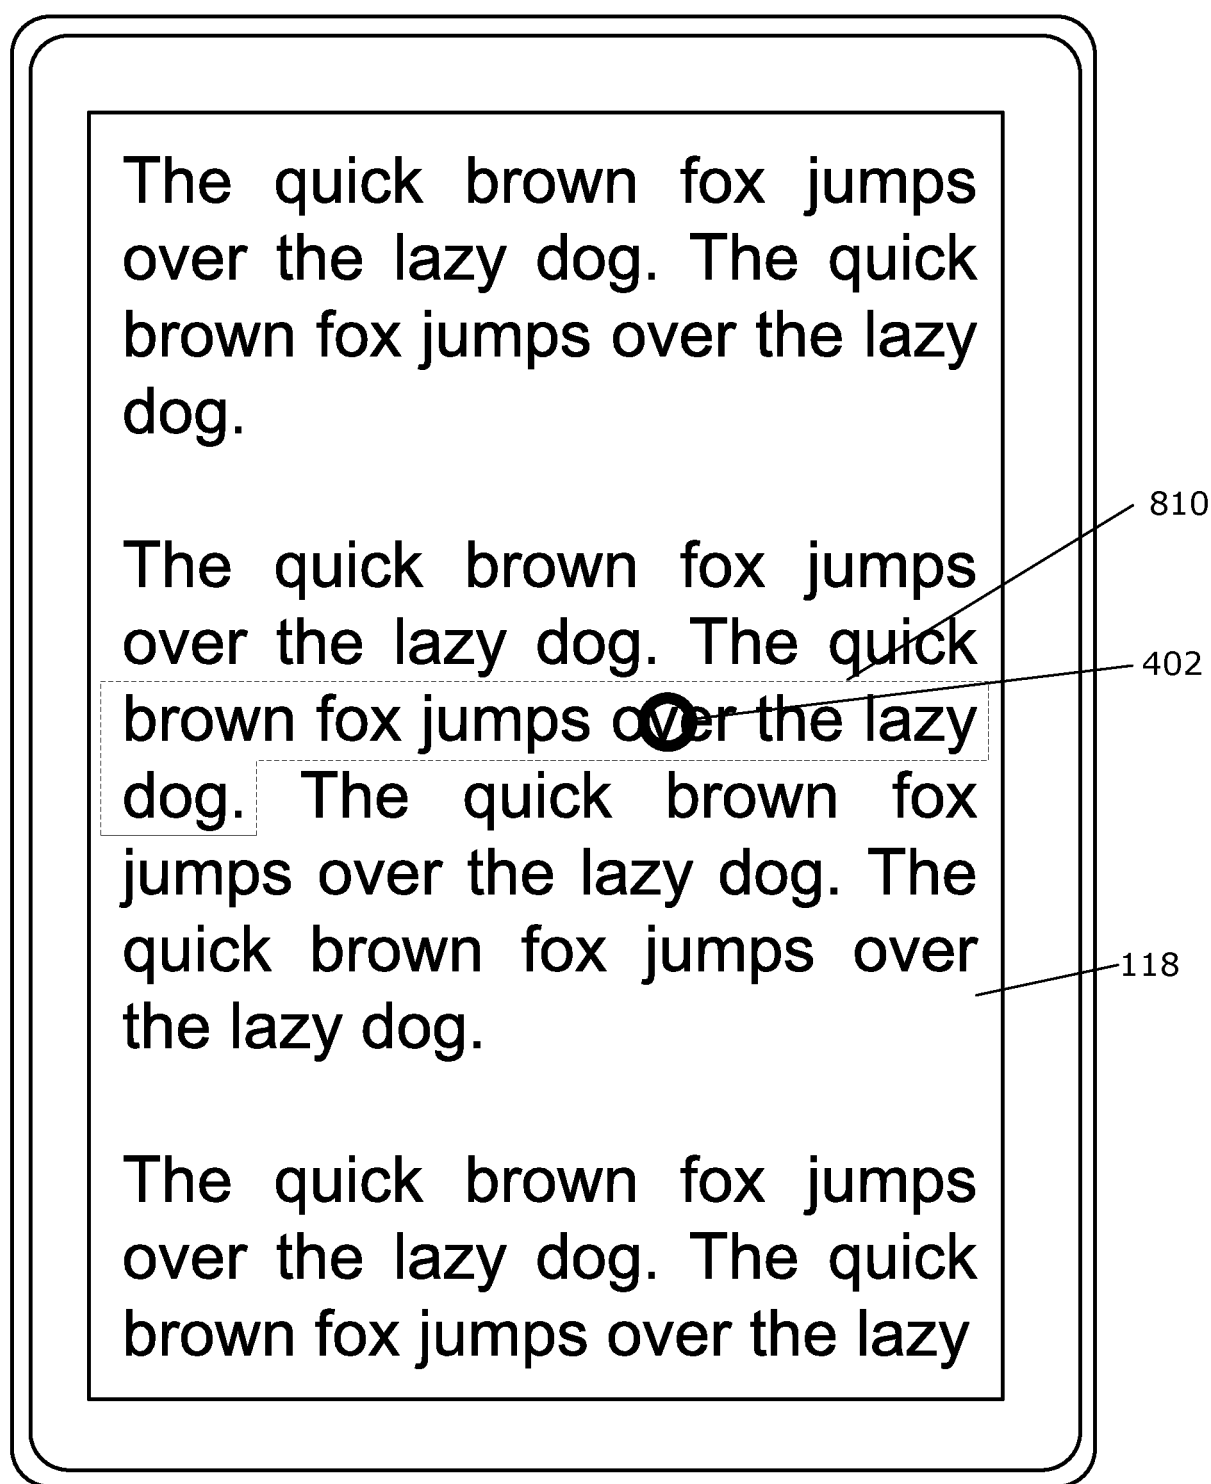 The quick brown fox jumps
over the lazy dog. The quick
brown fox jumps over the lazy
dog.
The quick brown fox jumps
over the lazy dog. The quick
brown fox jumps over the lazy
dog. The quick brown fox
jumps over the lazy dog. The
quick brown fox jumps over
the lazy dog.
The quick brown fox jumps
over the lazy dog. The quick
brown fox jumps over the lazy
810
402
118